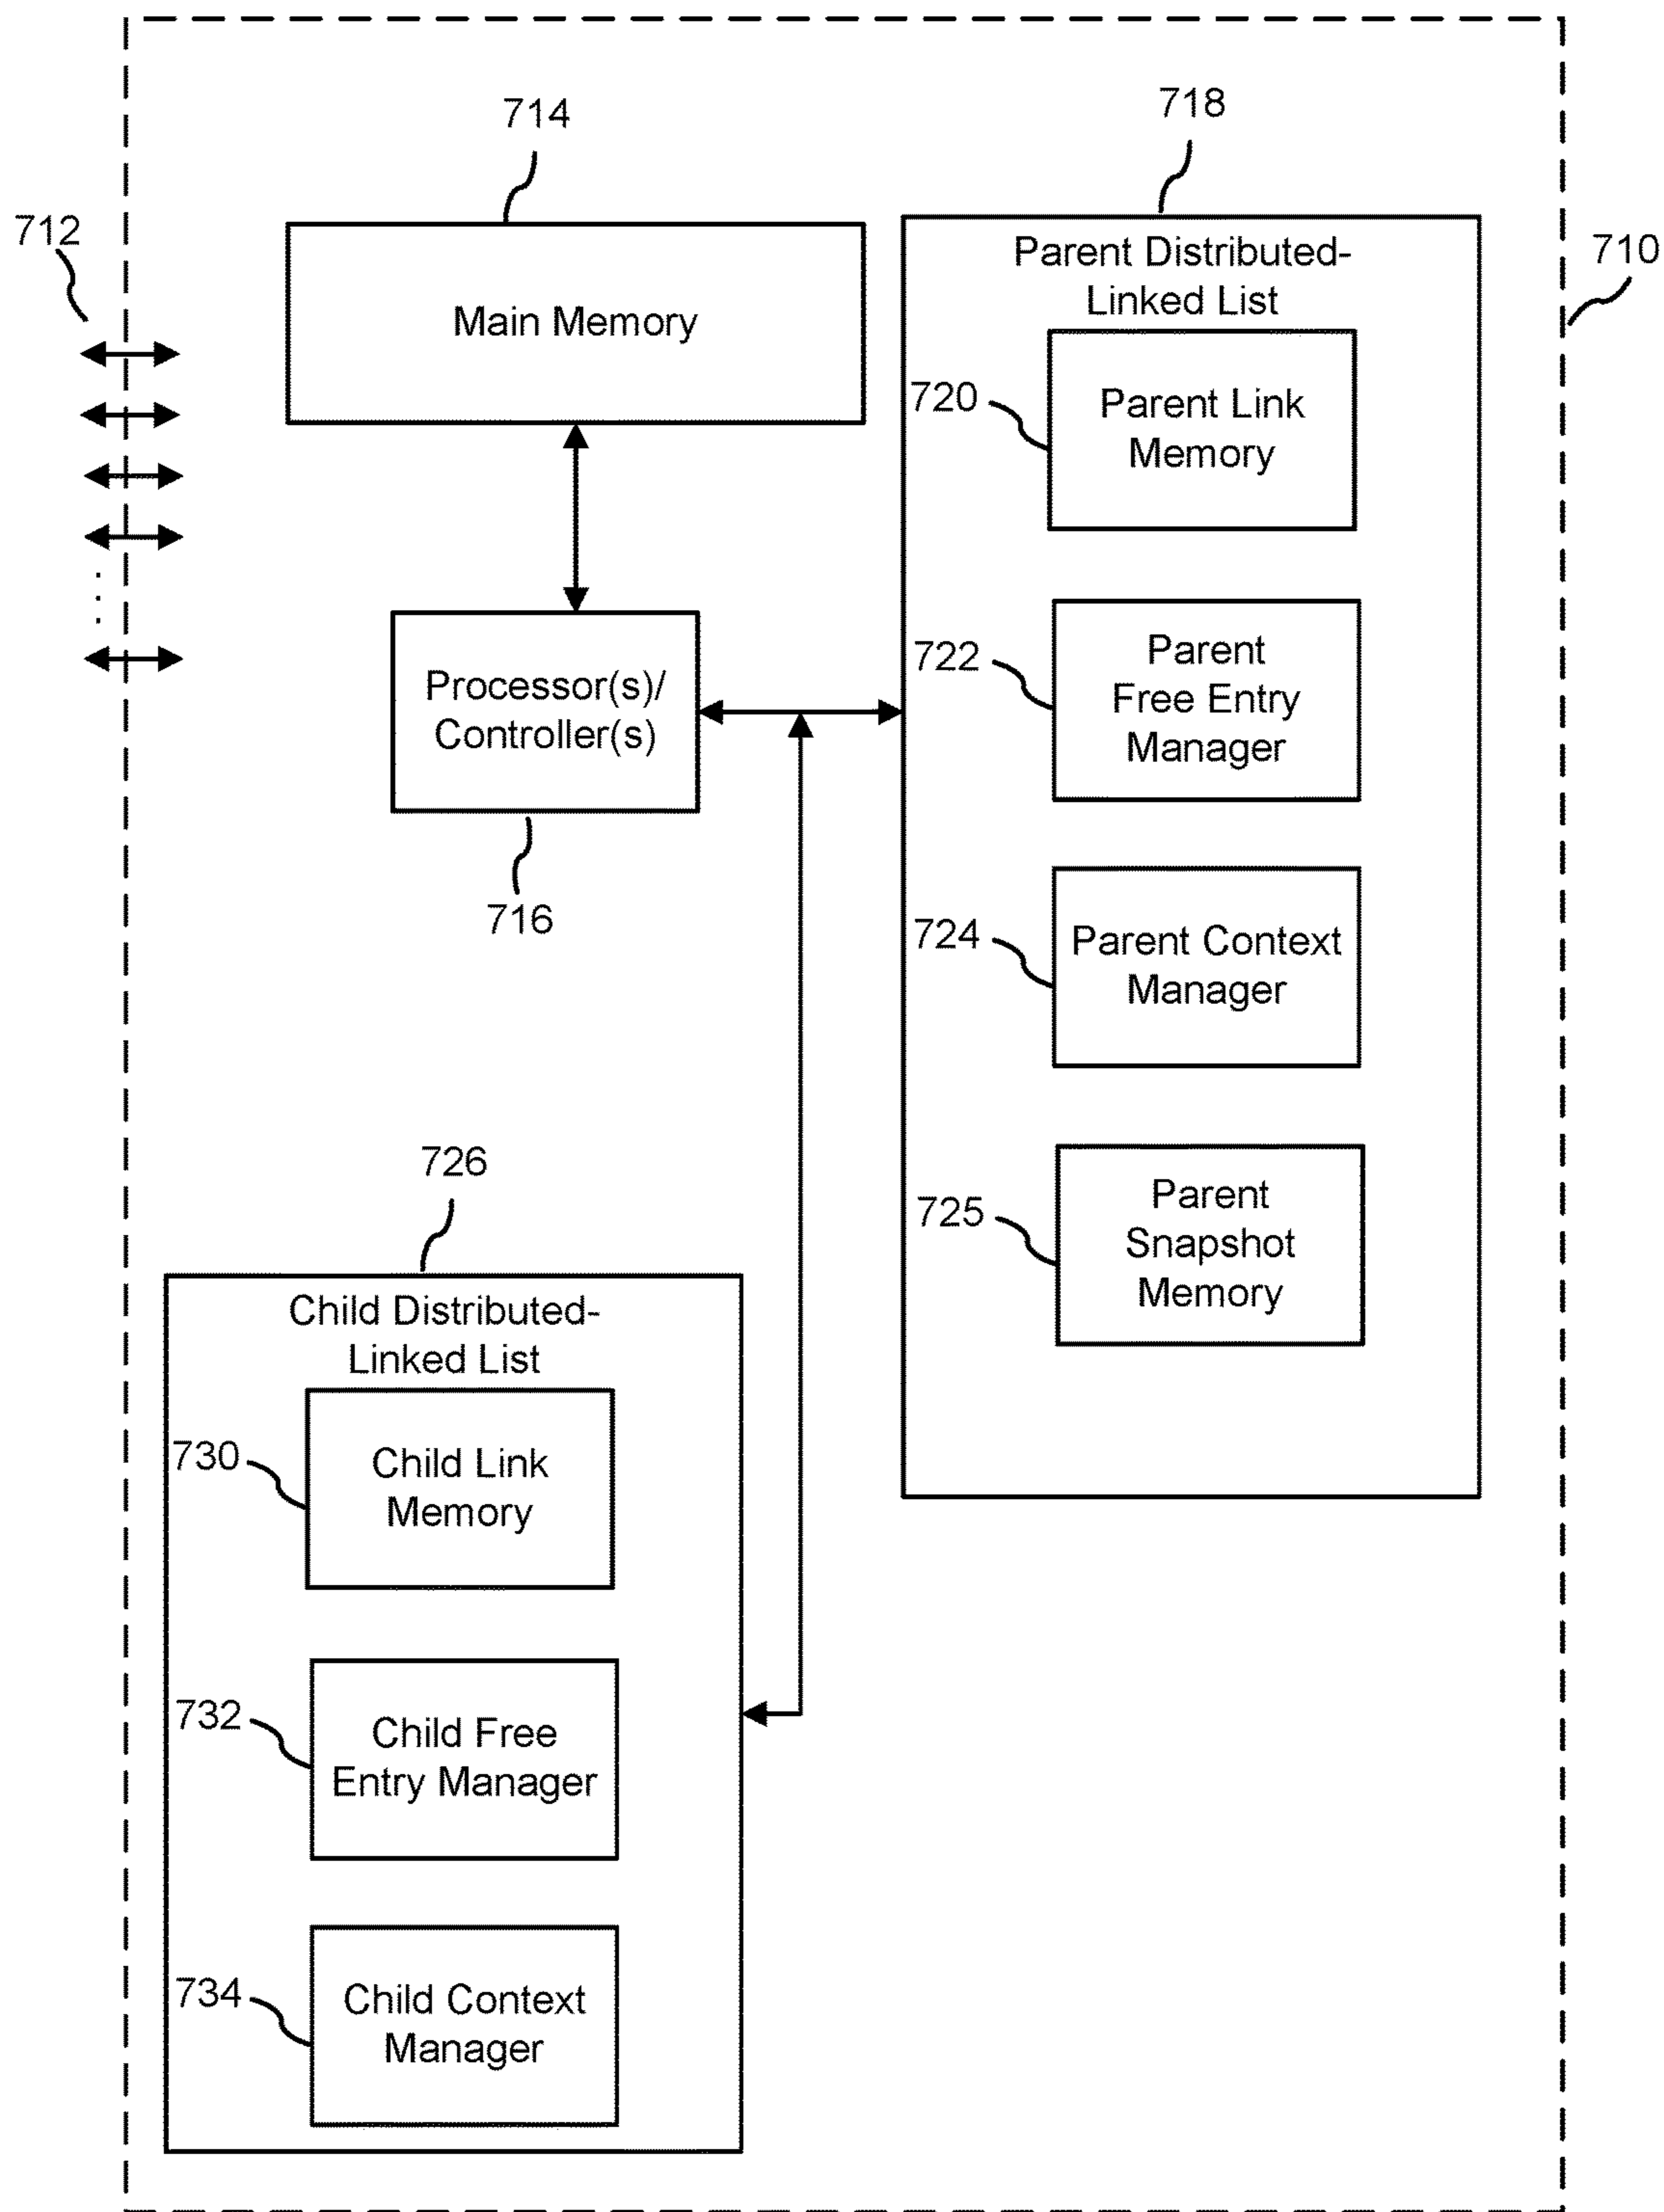 714
718
712
710
Main Memory
Parent Distributed-
Linked List
720
Parent Link
Memory
Processor(s)/
Controller(s)
716
722
Parent
Free Entry
Manager
724
Parent Context
Manager
725
Parent
Snapshot
Memory
726
Child Distributed-
Linked List
730
Child Link
Memory
732
Child Free
Entry Manager
734
Child Context
Manager